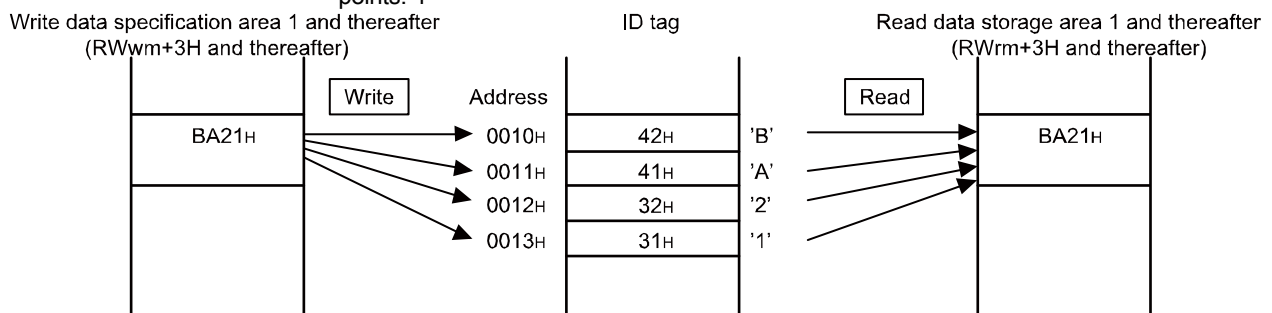 points: 1
Write data specification area 1 and thereafter
(RWwm+3H and thereafter)
ID tag
Read data storage area 1 and thereafter
(RWrm+3H and thereafter)
Write
Address
Read
BA21H
0010H
42H
'B'
BA21H
0011H
41H
'A'
0012H
32H
'2'
0013H
31H
'1'